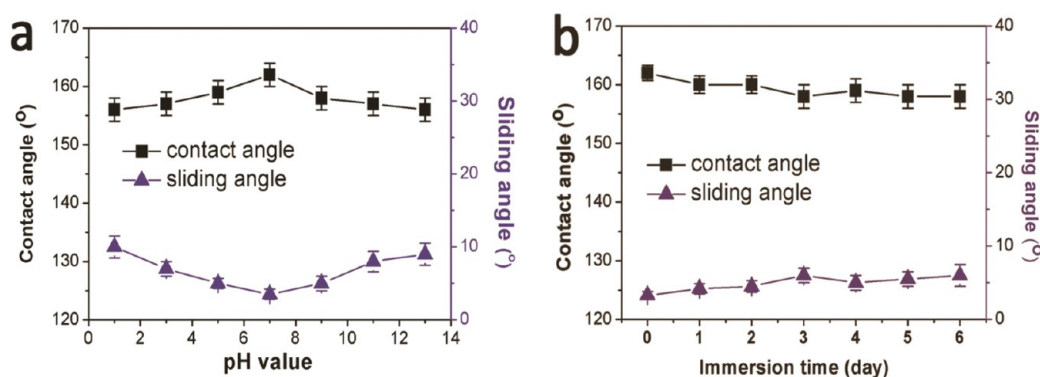 a
170
160
150
140
130
120
Contact angle (°)
contact angle
sliding angle
40
30
20
10
0
Sliding angle (°)
0 2 4 6 8 10 12 14
pH value
b
170
160
150
140
130
120
Contact angle (°)
contact angle
sliding angle
40
30
20
10
0
Sliding angle (°)
0 1 2 3 4 5 6
Immersion time (day)